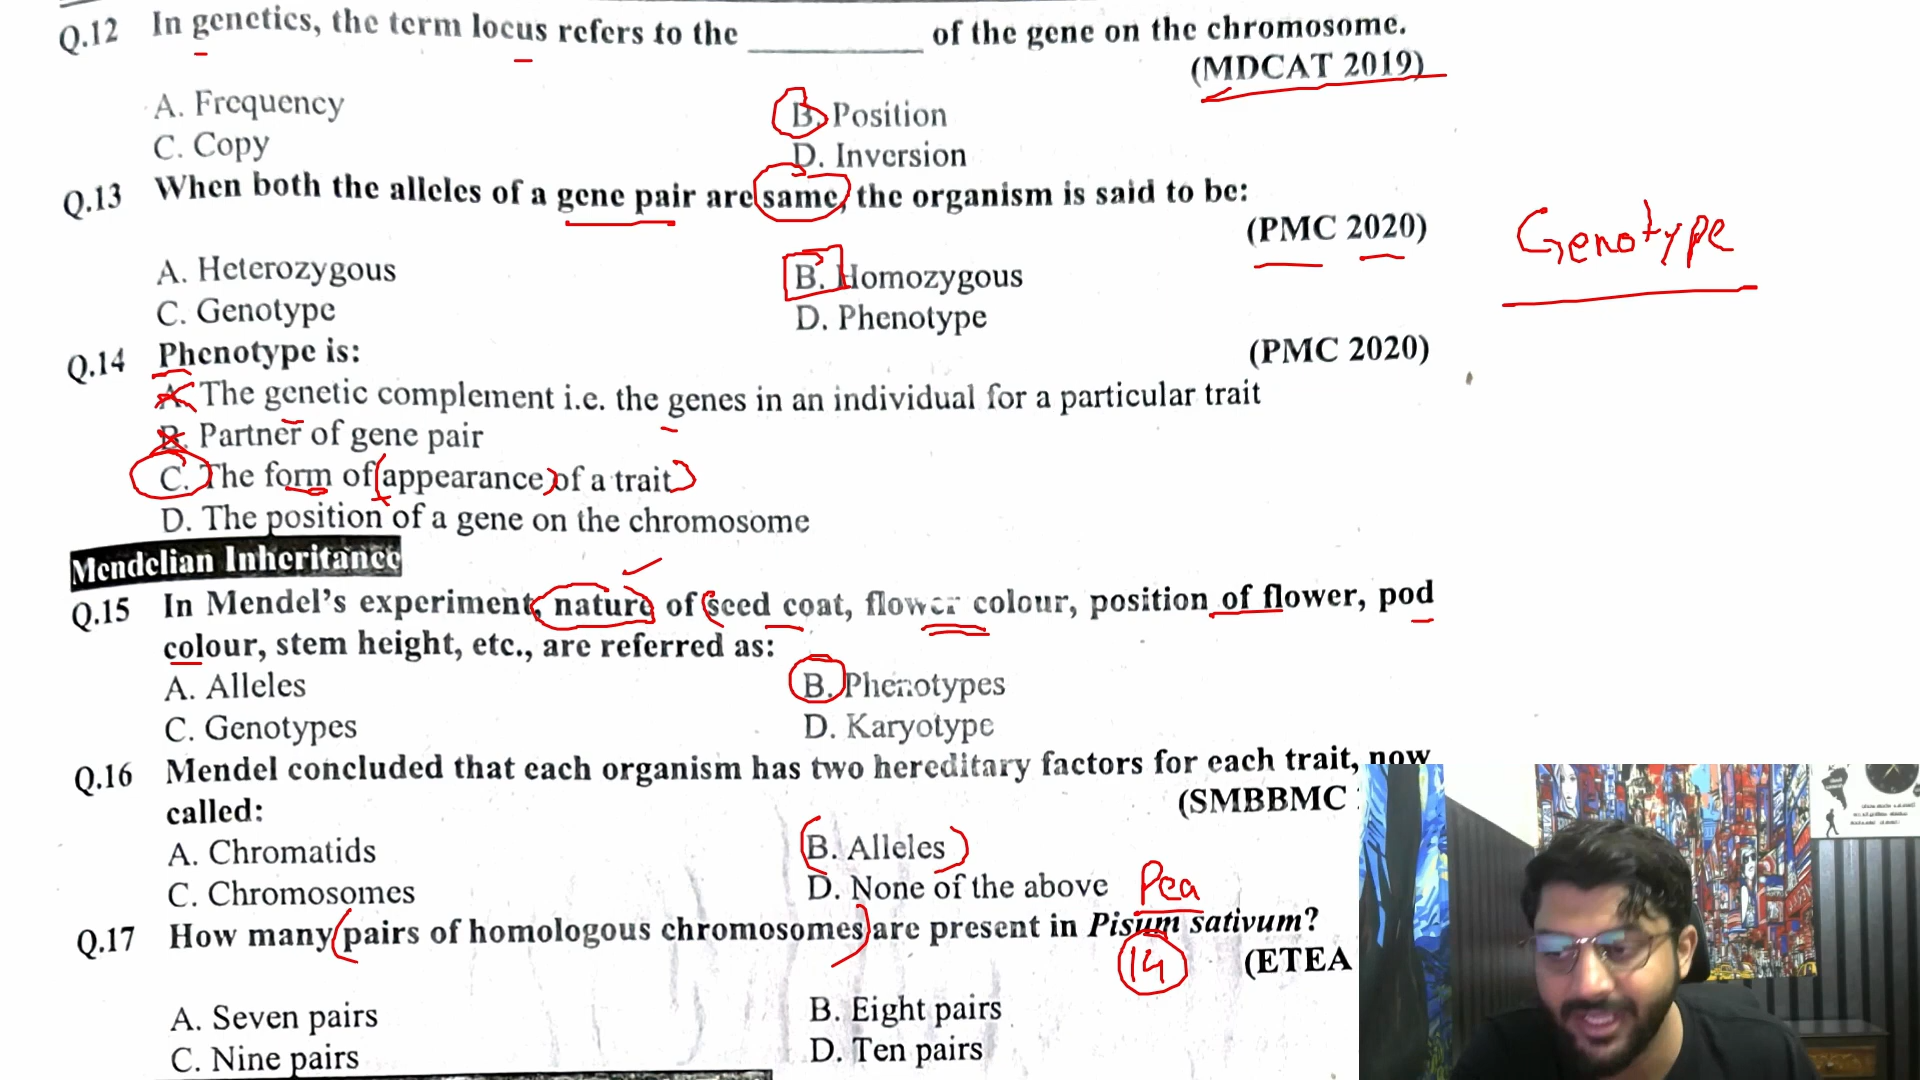 Q.12 In genetics, the term locus refers to the ________ of the gene on the chromosome.
(MDCAT 2019)
A. Frequency
B. Position
C. Copy
D. Inversion
Q.13 When both the alleles of a gene pair are same, the organism is said to be:
(PMC 2020)
Genotype
A. Heterozygous
B. Homozygous
C. Genotype
D. Phenotype
Q.14 Phenotype is:
(PMC 2020)
A. The genetic complement i.e. the genes in an individual for a particular trait
B. Partner of gene pair
C. The form of appearance of a trait
D. The position of a gene on the chromosome
Mendelian Inheritance
Q.15 In Mendel's experiment, nature of seed coat, flower colour, position of flower, pod
colour, stem height, etc., are referred as:
A. Alleles
B. Phenotypes
C. Genotypes
D. Karyotype
Q.16 Mendel concluded that each organism has two hereditary factors for each trait, now
called:
(SMBBMC
A. Chromatids
B. Alleles
C. Chromosomes
D. None of the above
Pea
Q.17 How many pairs of homologous chromosomes are present in Pisum sativum?
14
(ETEA
A. Seven pairs
B. Eight pairs
C. Nine pairs
D. Ten pairs